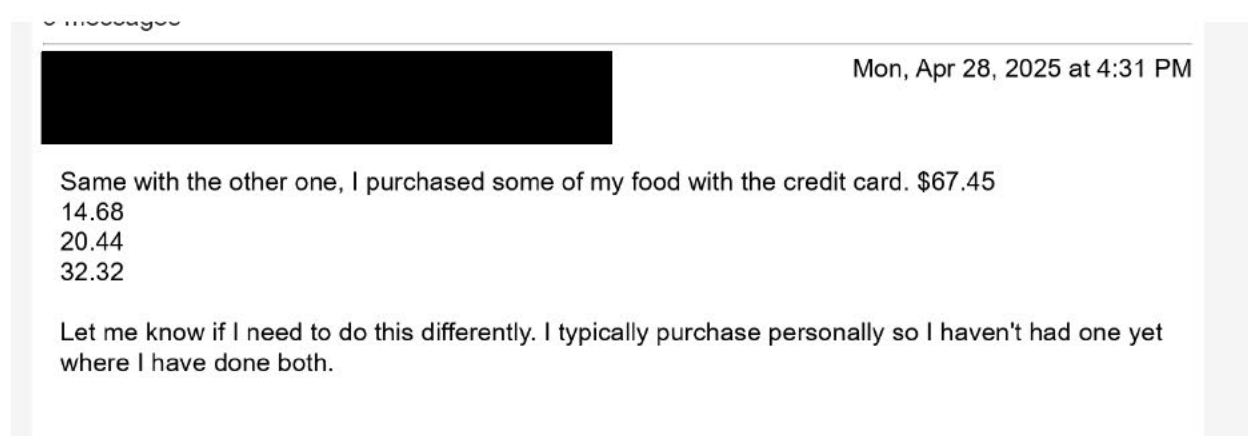 Mon, Apr 28, 2025 at 4:31 PM
Same with the other one, I purchased some of my food with the credit card. $67.45
14.68
20.44
32.32
Let me know if I need to do this differently. I typically purchase personally so I haven't had one yet
where I have done both.